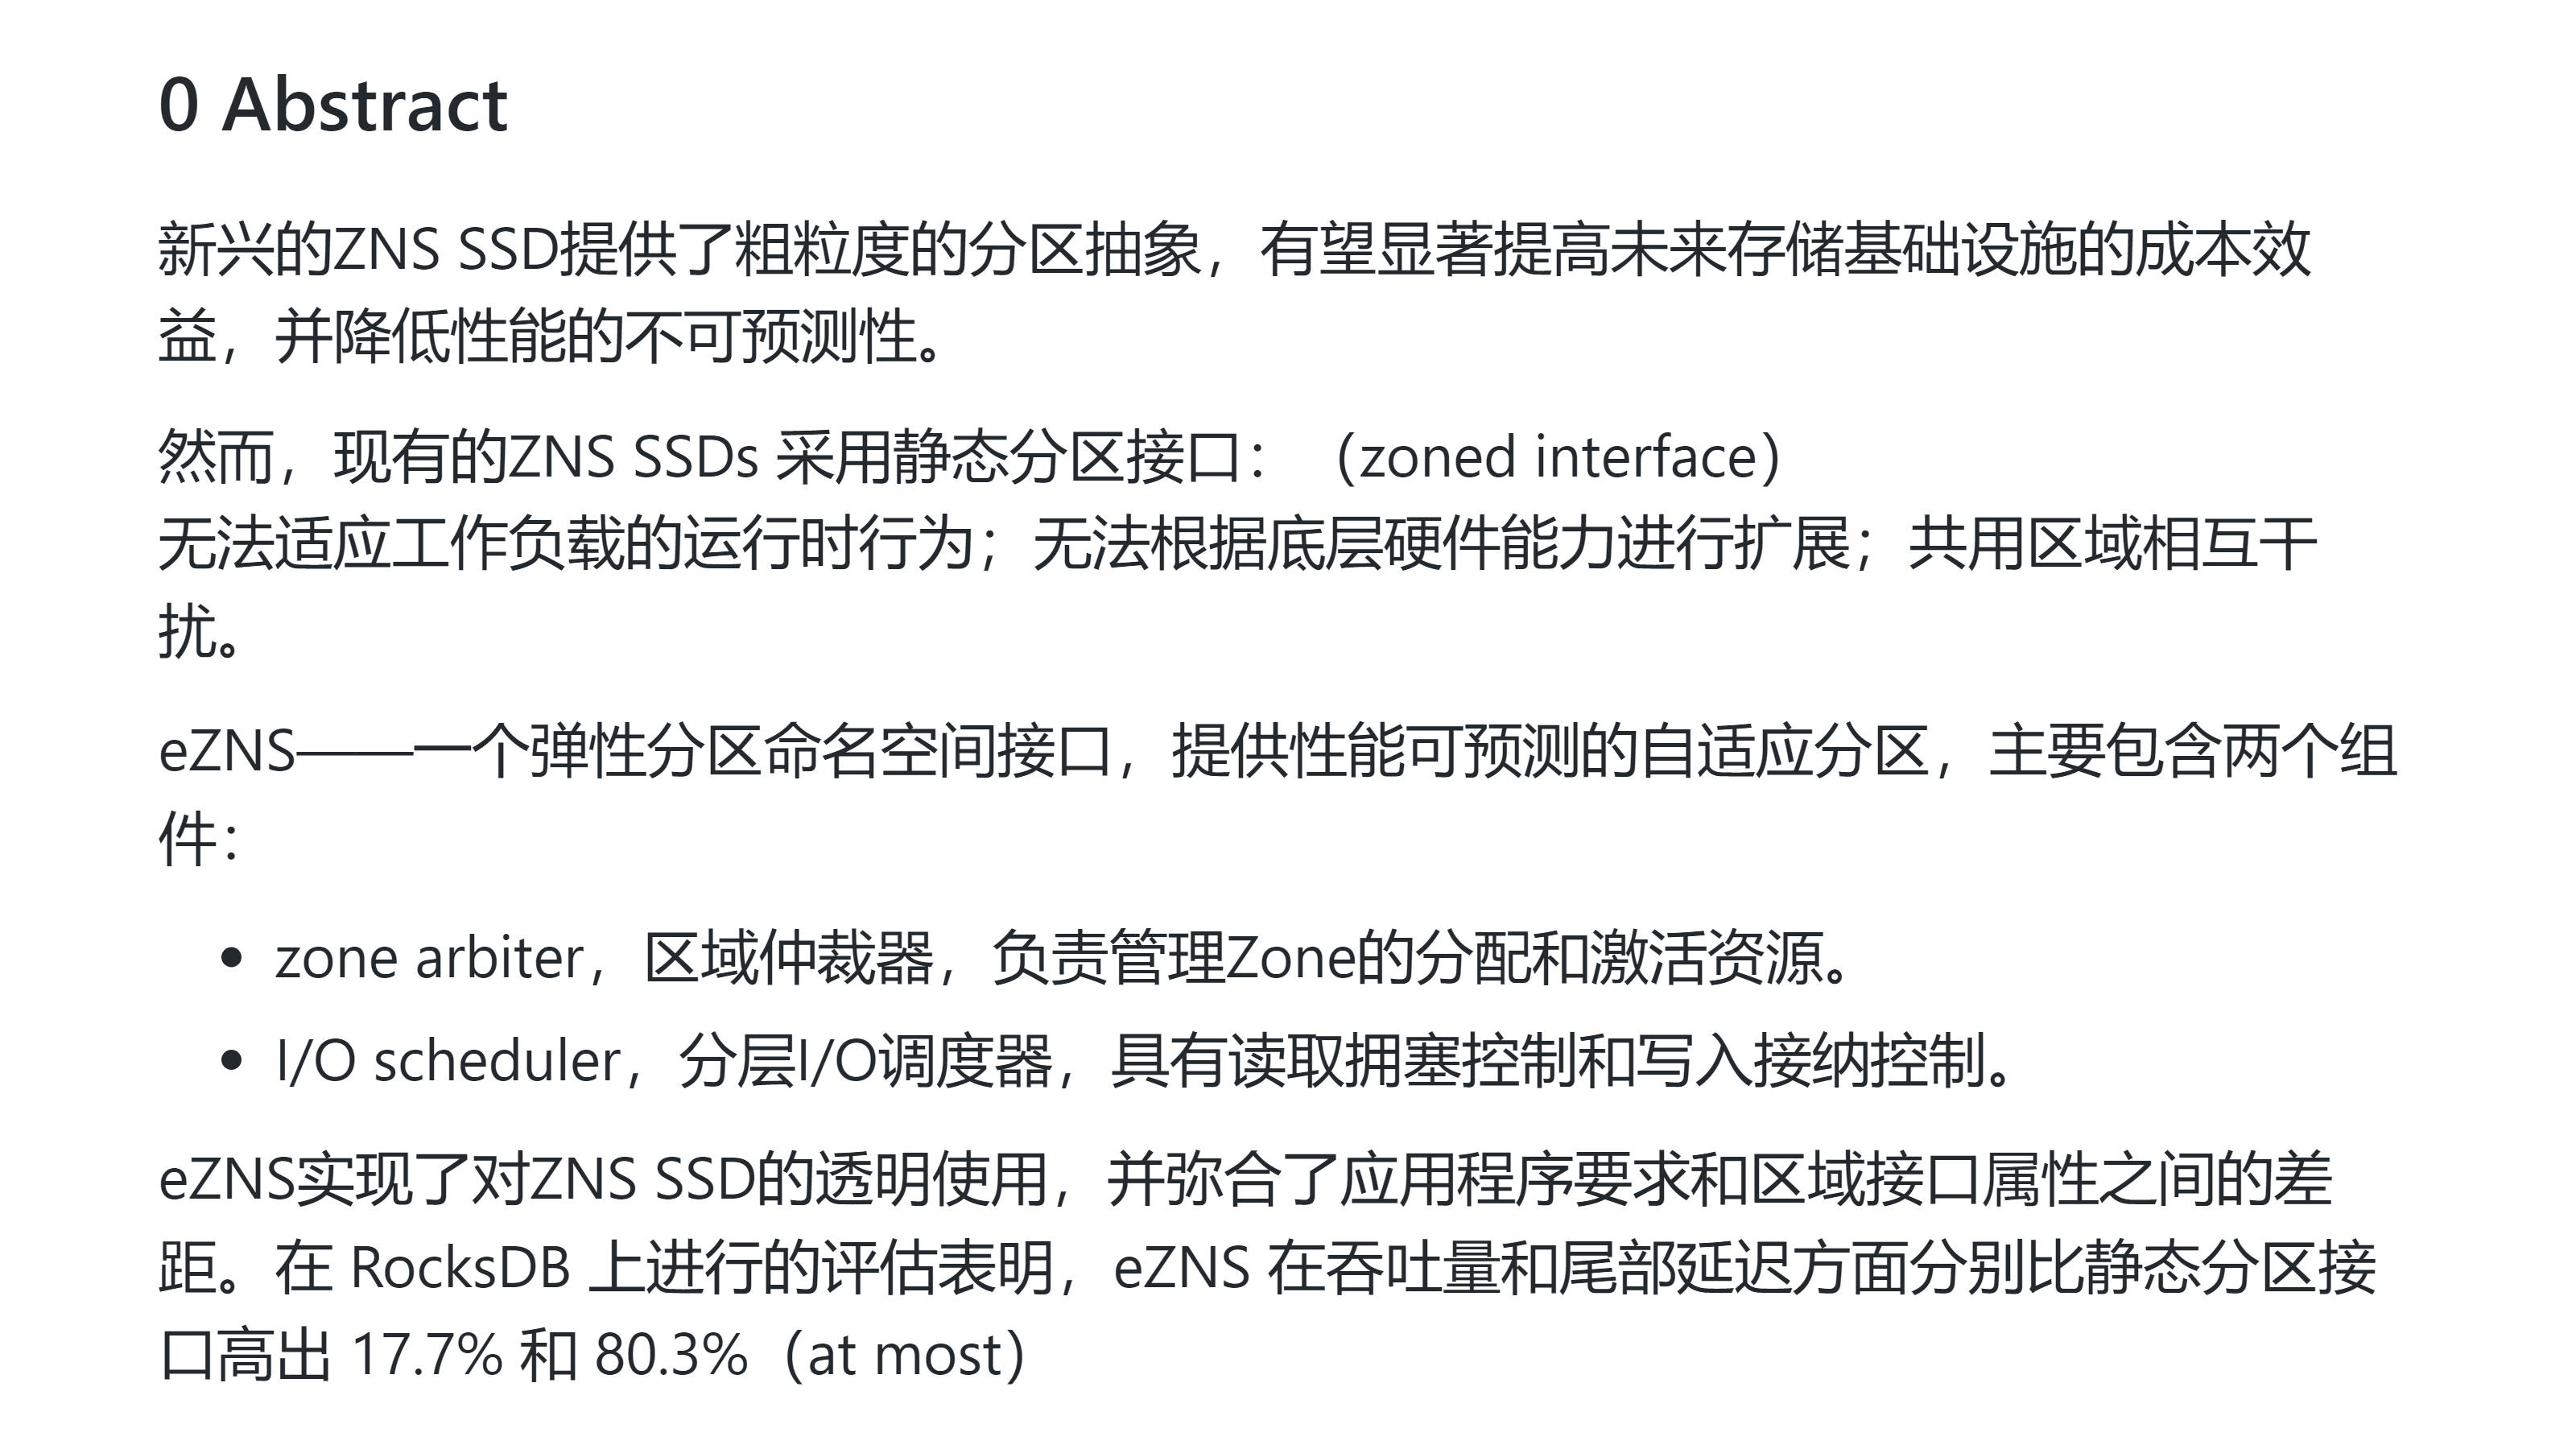 0 Abstract
新兴的ZNS SSD提供了粗粒度的分区抽象，有望显著提高未来存储基础设施的成本效
益，并降低性能的不可预测性。
然而，现有的ZNS SSDs 采用静态分区接口：（zoned interface）
无法适应工作负载的运行时行为；无法根据底层硬件能力进行扩展；共用区域相互干
扰。
eZNS——一个弹性分区命名空间接口，提供性能可预测的自适应分区，主要包含两个组
件：
• zone arbiter，区域仲裁器，负责管理Zone的分配和激活资源。
• I/O scheduler，分层I/O调度器，具有读取拥塞控制和写入接纳控制。
eZNS实现了对ZNS SSD的透明使用，并弥合了应用程序要求和区域接口属性之间的差
距。在 RocksDB 上进行的评估表明，eZNS 在吞吐量和尾部延迟方面分别比静态分区接
口高出 17.7% 和 80.3%（at most）